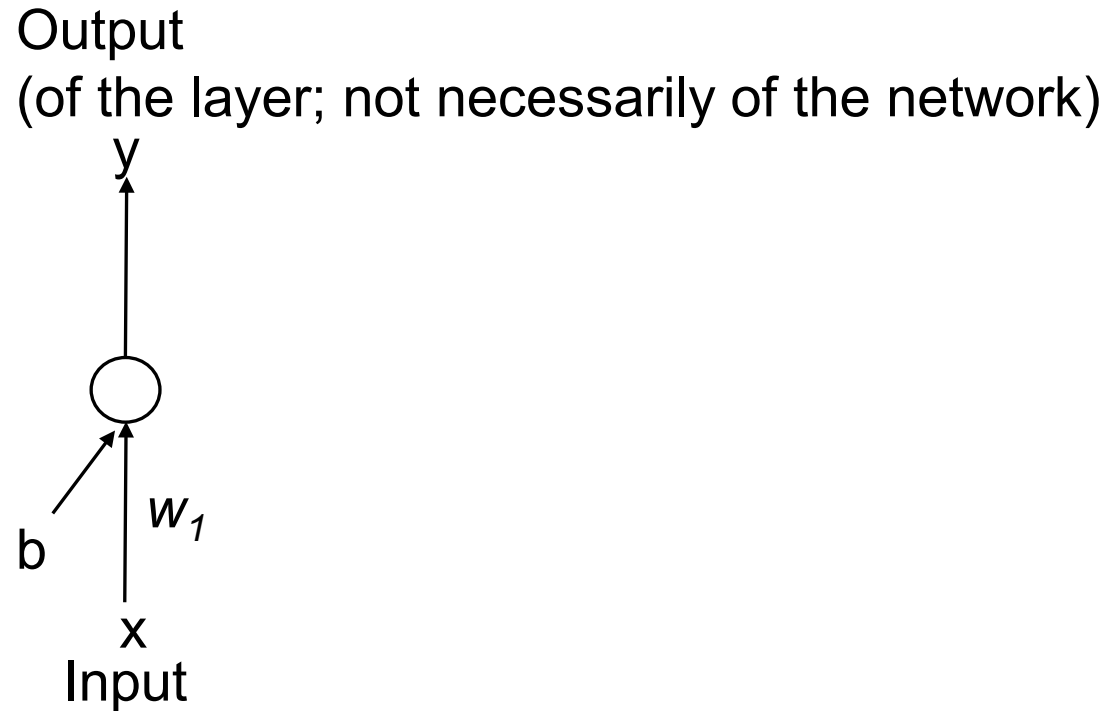 Output
(of the layer; not necessarily of the network)
y
w₁
b
x
Input